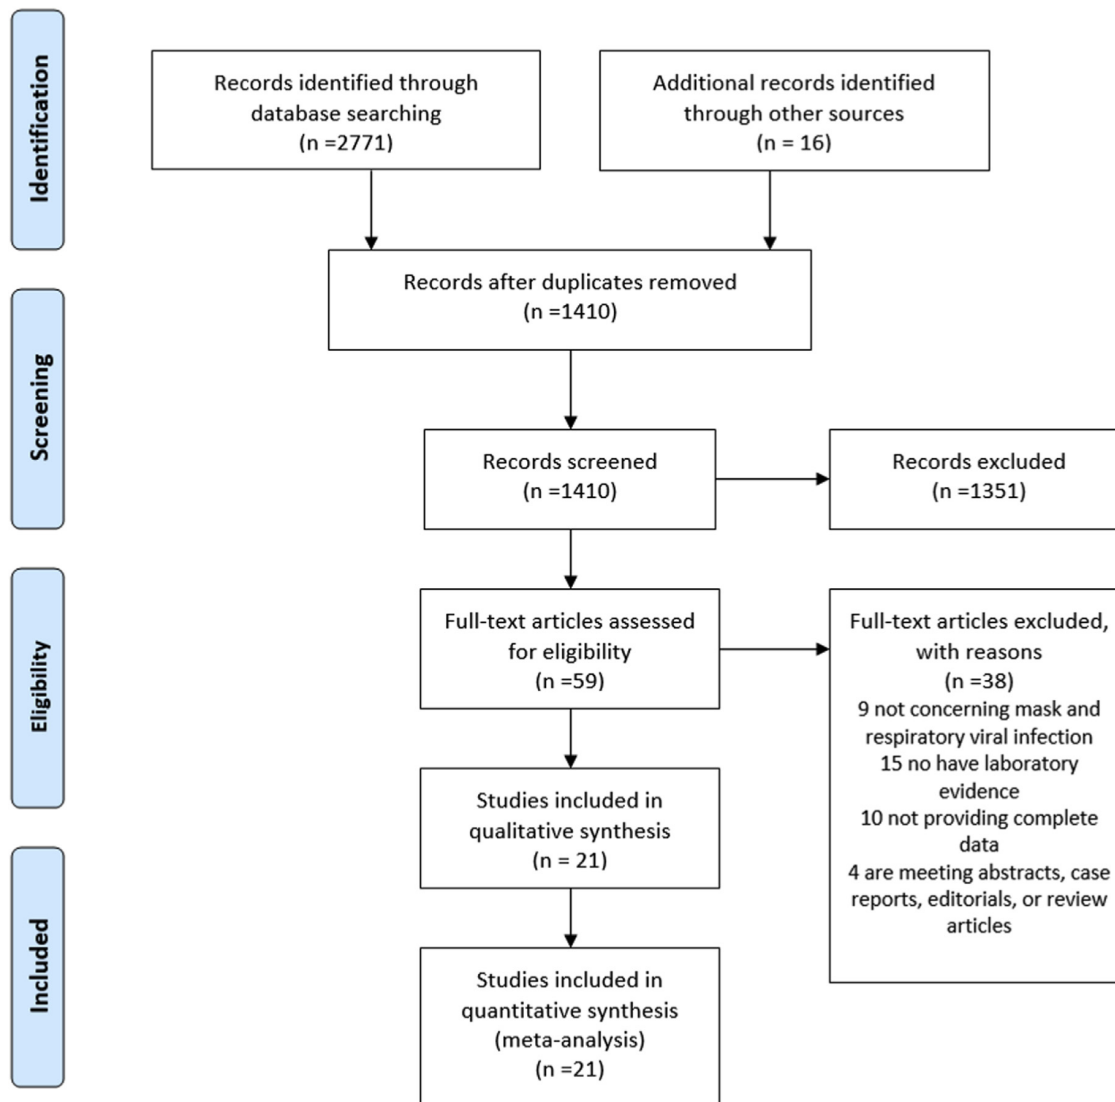 Identification
Records identified through
database searching
(n =2771)
Additional records identified
through other sources
(n = 16)
Records after duplicates removed
(n =1410)
Screening
Records screened
(n =1410)
Records excluded
(n =1351)
Eligibility
Full-text articles assessed
for eligibility
(n =59)
Full-text articles excluded,
with reasons
(n =38)
9 not concerning mask and
respiratory viral infection
15 no have laboratory
evidence
10 not providing complete
data
4 are meeting abstracts, case
reports, editorials, or review
articles
Studies included in
qualitative synthesis
(n = 21)
Included
Studies included in
quantitative synthesis
(meta-analysis)
(n =21)